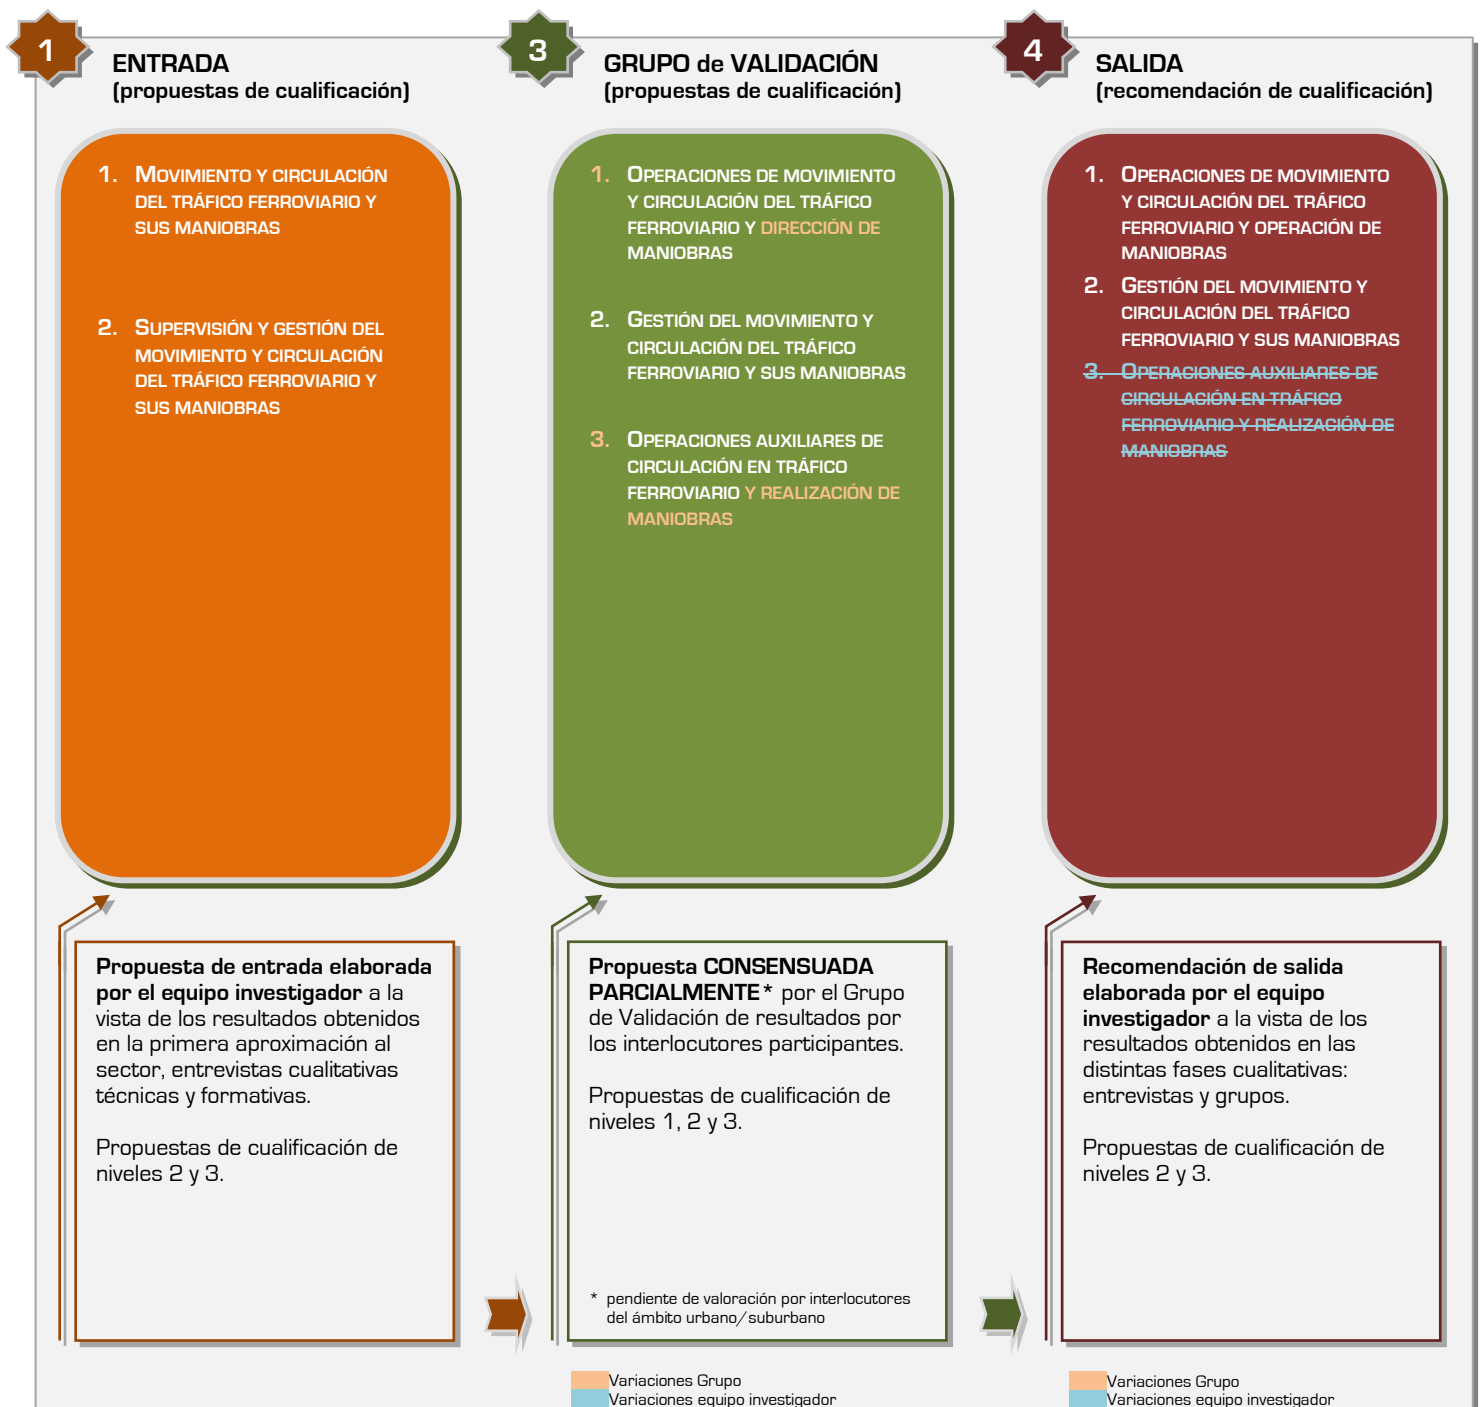 1
ENTRADA
(propuestas de cualificación)
1. MOVIMIENTO Y CIRCULACIÓN
DEL TRÁFICO FERROVIARIO Y
SUS MANIOBRAS
2. SUPERVISIÓN Y GESTIÓN DEL
MOVIMIENTO Y CIRCULACIÓN
DEL TRÁFICO FERROVIARIO Y
SUS MANIOBRAS
Propuesta de entrada elaborada
por el equipo investigador a la
vista de los resultados obtenidos
en la primera aproximación al
sector, entrevistas cualitativas
técnicas y formativas.
Propuestas de cualificación de
niveles 2 y 3.
3
GRUPO de VALIDACIÓN
(propuestas de cualificación)
1. OPERACIONES DE MOVIMIENTO
Y CIRCULACIÓN DEL TRÁFICO
FERROVIARIO Y DIRECCIÓN DE
MANIOBRAS
2. GESTIÓN DEL MOVIMIENTO Y
CIRCULACIÓN DEL TRÁFICO
FERROVIARIO Y SUS MANIOBRAS
3. OPERACIONES AUXILIARES DE
CIRCULACIÓN EN TRÁFICO
FERROVIARIO Y REALIZACIÓN DE
MANIOBRAS
Propuesta CONSENSUADA
PARCIALMENTE* por el Grupo
de Validación de resultados por
los interlocutores participantes.
Propuestas de cualificación de
niveles 1, 2 y 3.
* pendiente de valoración por interlocutores
del ámbito urbano/suburbano
Variaciones Grupo
Variaciones equipo investigador
4
SALIDA
(recomendación de cualificación)
1. OPERACIONES DE MOVIMIENTO
Y CIRCULACIÓN DEL TRÁFICO
FERROVIARIO Y OPERACIÓN DE
MANIOBRAS
2. GESTIÓN DEL MOVIMIENTO Y
CIRCULACIÓN DEL TRÁFICO
FERROVIARIO Y SUS MANIOBRAS
3. OPERACIONES AUXILIARES DE
CIRCULACIÓN EN TRÁFICO
FERROVIARIO Y REALIZACIÓN DE
MANIOBRAS
Recomendación de salida
elaborada por el equipo
investigador a la vista de los
resultados obtenidos en las
distintas fases cualitativas:
entrevistas y grupos.
Propuestas de cualificación de
niveles 2 y 3.
Variaciones Grupo
Variaciones equipo investigador